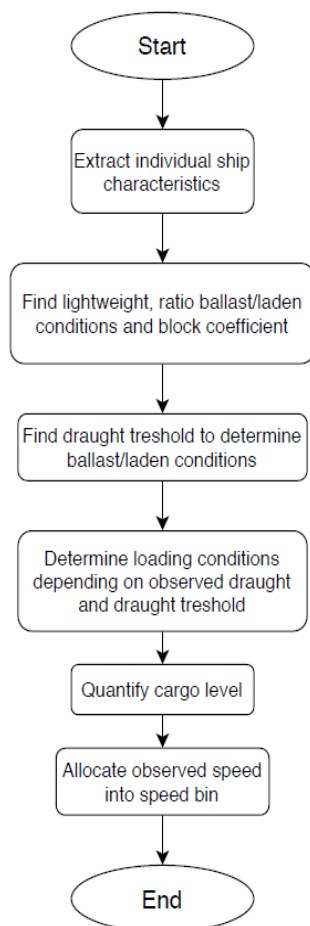 Start
Extract individual ship
characteristics
Find lightweight, ratio ballast/laden
conditions and block coefficient
Find draught treshold to determine
ballast/laden conditions
Determine loading conditions
depending on observed draught
and draught treshold
Quantify cargo level
Allocate observed speed
into speed bin
End